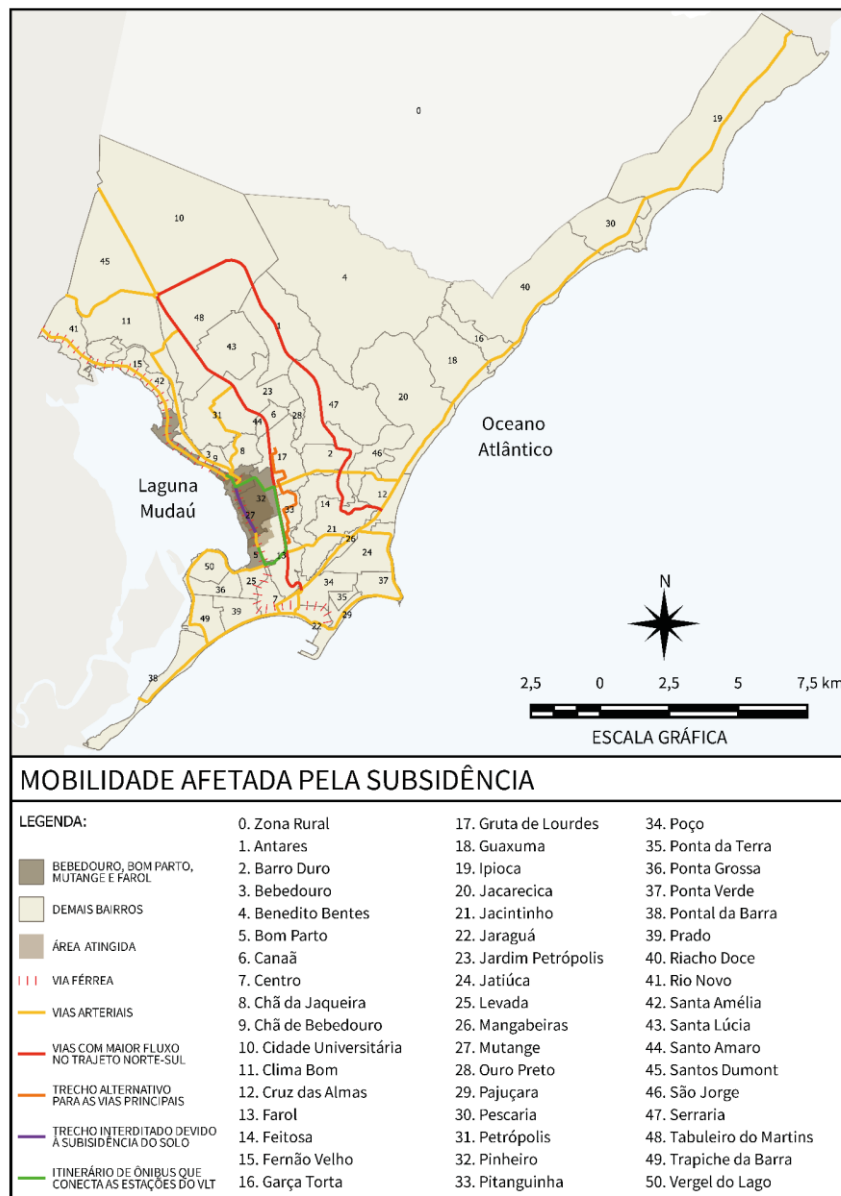 0
19
10
30
45
4
40
48
1
16
41
11
43
18
15
42
23
20
47
31
6
28
44
Oceano
Atlântico
17
2
46
3
9
8
Laguna
Mudaú
32
12
33
14
27
21
26
5
13
24
50
25
34
37
36
7
35
49
39
29
22
38
N
2,5 0 2,5 5 7,5 km
ESCALA GRÁFICA
MOBILIDADE AFETADA PELA SUBSIDÊNCIA
LEGENDA:
BEBEDOURO, BOM PARTO,
MUTANGE E FAROL
DEMAIS BAIRROS
ÁREA ATINGIDA
VIA FÉRREA
VIAS ARTERIAIS
VIAS COM MAIOR FLUXO
NO TRAJETO NORTE-SUL
TRECHO ALTERNATIVO
PARA AS VIAS PRINCIPAIS
TRECHO INTERDITADO DEVIDO
À SUBSIDÊNCIA DO SOLO
ITINERÁRIO DE ÔNIBUS QUE
CONECTA AS ESTAÇÕES DO VLT
0. Zona Rural
1. Antares
2. Barro Duro
3. Bebedouro
4. Benedito Bentes
5. Bom Parto
6. Canaã
7. Centro
8. Chã da Jaqueira
9. Chã de Bebedouro
10. Cidade Universitária
11. Clima Bom
12. Cruz das Almas
13. Farol
14. Feitosa
15. Fernão Velho
16. Garça Torta
17. Gruta de Lourdes
18. Guaxuma
19. Ipioca
20. Jacarecica
21. Jacintinho
22. Jaraguá
23. Jardim Petrópolis
24. Jatiúca
25. Levada
26. Mangabeiras
27. Mutange
28. Ouro Preto
29. Pajuçara
30. Pescaria
31. Petrópolis
32. Pinheiro
33. Pitanguinha
34. Poço
35. Ponta da Terra
36. Ponta Grossa
37. Ponta Verde
38. Pontal da Barra
39. Prado
40. Riacho Doce
41. Rio Novo
42. Santa Amélia
43. Santa Lúcia
44. Santo Amaro
45. Santos Dumont
46. São Jorge
47. Serraria
48. Tabuleiro do Martins
49. Trapiche da Barra
50. Vergel do Lago